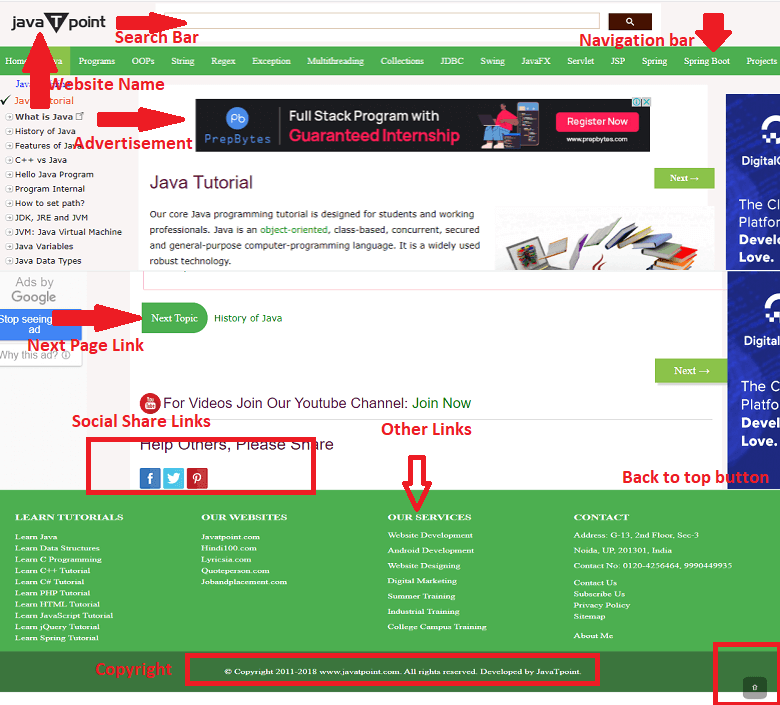 javaTpoint
Search Bar
Navigation bar
Home Java Programs OOPs String Regex Exception Multithreading Collections JDBC Swing JavaFX Servlet JSP Spring Spring Boot Projects
Website Name
What is Java
History of Java
Features of Java
C++ vs Java
Hello Java Program
Program Internal
How to set path?
JDK, JRE and JVM
JVM: Java Virtual Machine
Java Variables
Java Data Types
Advertisement
PrepBytes
Full Stack Program with
Guaranteed Internship
Register Now
www.prepbytes.com
Java Tutorial
Next →
Our core Java programming tutorial is designed for students and working
professionals. Java is an object-oriented, class-based, concurrent, secured
and general-purpose computer-programming language. It is a widely used
robust technology.
The Cl
Platfor
Develo
Love.
Ads by
Google
Stop seeing
ad
Why this ad?
Next Page Link
Next Topic History of Java
Next →
For Videos Join Our Youtube Channel: Join Now
Social Share Links
Other Links
Help Others, Please Share
Back to top button
The C
Platfo
Devel
Love.
LEARN TUTORIALS
Learn Java
Learn Data Structures
Learn C Programming
Learn C++ Tutorial
Learn C# Tutorial
Learn PHP Tutorial
Learn HTML Tutorial
Learn JavaScript Tutorial
Learn jQuery Tutorial
Learn Spring Tutorial
OUR WEBSITES
Javatpoint.com
Hindi100.com
Lyricsia.com
Quoteperson.com
Jobandplacement.com
OUR SERVICES
Website Development
Android Development
Website Designing
Digital Marketing
Summer Training
Industrial Training
College Campus Training
CONTACT
Address: G-13, 2nd Floor, Sec-3
Noida, UP, 201301, India
Contact No: 0120-4256464, 9990449935
Contact Us
Subscribe Us
Privacy Policy
Sitemap
About Me
Copyright
© Copyright 2011-2018 www.javatpoint.com. All rights reserved. Developed by JavaTpoint.